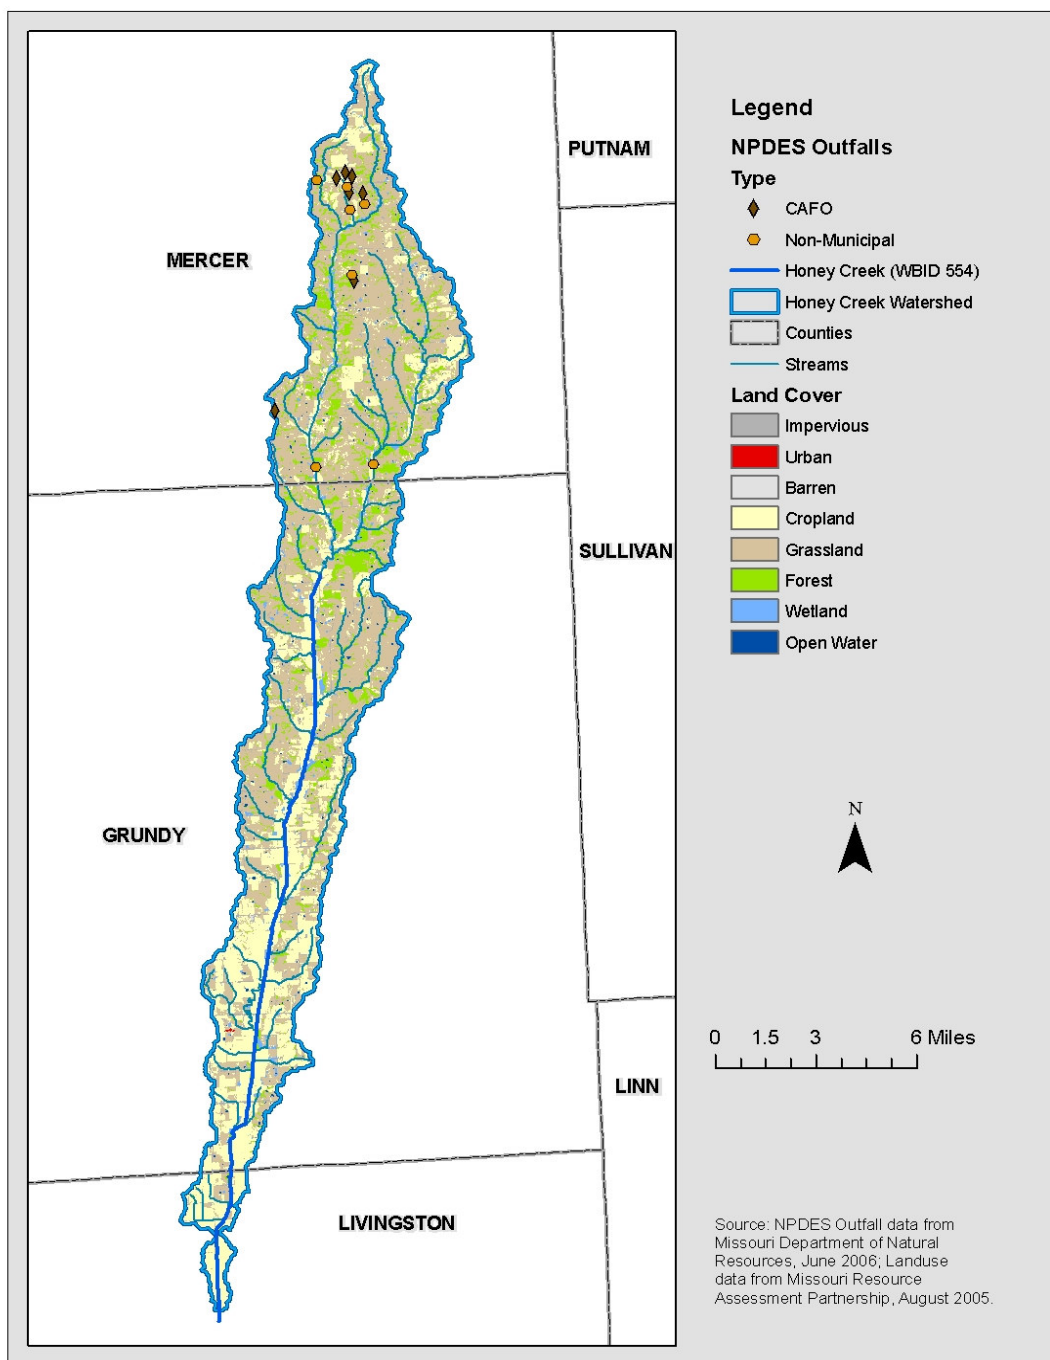 PUTNAM
MERCER
SULLIVAN
GRUNDY
LINN
LIVINGSTON
Legend
NPDES Outfalls
Type
CAFO
Non-Municipal
Honey Creek (WBID 554)
Honey Creek Watershed
Counties
Streams
Land Cover
Impervious
Urban
Barren
Cropland
Grassland
Forest
Wetland
Open Water
N
0 1.5 3 6 Miles
Source: NPDES Outfall data from
Missouri Department of Natural
Resources, June 2006; Landuse
data from Missouri Resource
Assessment Partnership, August 2005.